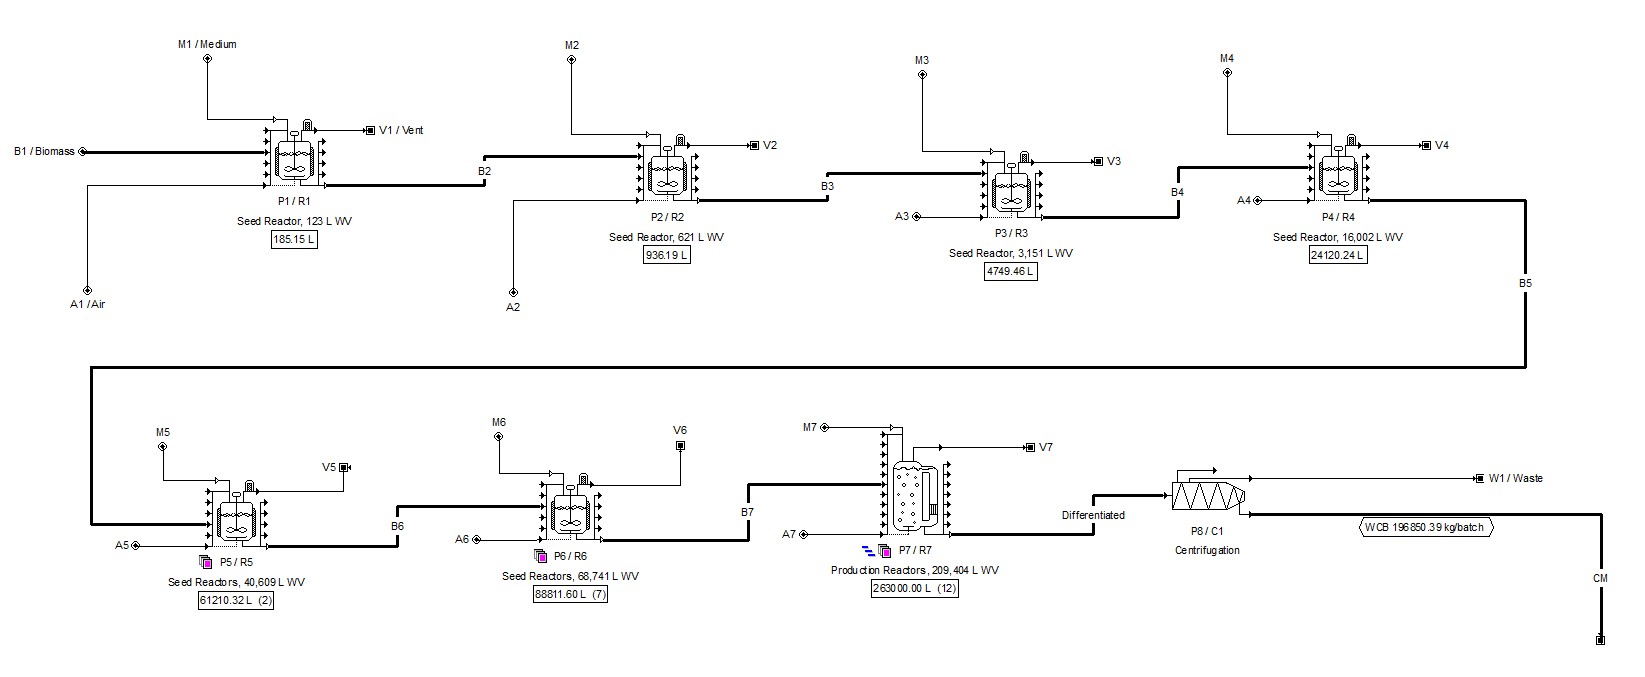 M1 / Medium
M2
M3
M4
B1 / Biomass
V1 / Vent
V2
V3
V4
B2
B3
B4
P1 / R1
Seed Reactor, 123 L WV
185.15 L
P2 / R2
Seed Reactor, 621 L WV
936.19 L
A3
P3 / R3
Seed Reactor, 3,151 L WV
4749.46 L
A4
P4 / R4
Seed Reactor, 16,002 L WV
24120.24 L
A1 / Air
A2
B5
M5
M6
M7
V5
V6
V7
A5
B6
A6
B7
A7
Differentiated
W1 / Waste
P5 / R5
Seed Reactors, 40,609 L WV
61210.32 L (2)
P6 / R6
Seed Reactors, 68,741 L WV
88811.60 L (7)
P7 / R7
Production Reactors, 209,404 L WV
263000.00 L (12)
P8 / C1
Centrifugation
WCB 196850.39 kg/batch
CM